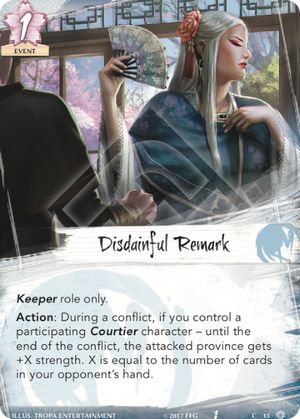 1
EVENT
Disdainful Remark
Keeper role only.
Action: During a conflict, if you control a
participating Courtier character – until the
end of the conflict, the attacked province gets
+X strength. X is equal to the number of cards
in your opponent's hand.
ILLUS. TROPA ENTERTAINMENT © 2017 FFG C 13